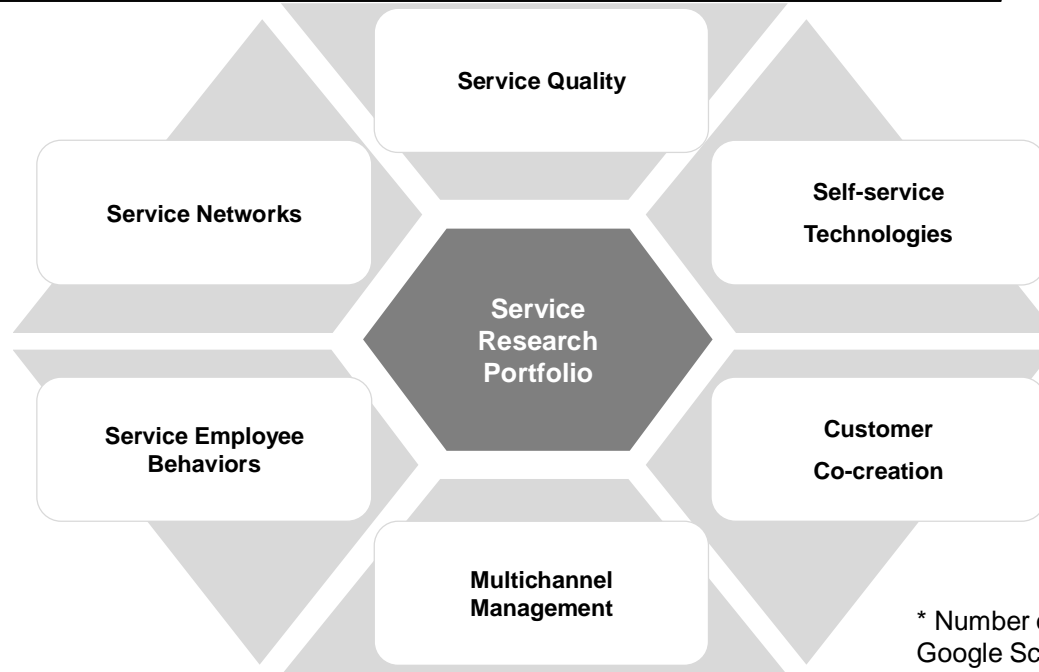 Service Quality
Service Networks
Self-service
Technologies
Service
Research
Portfolio
Service Employee
Behaviors
Customer
Co-creation
Multichannel
Management
* Number
Google